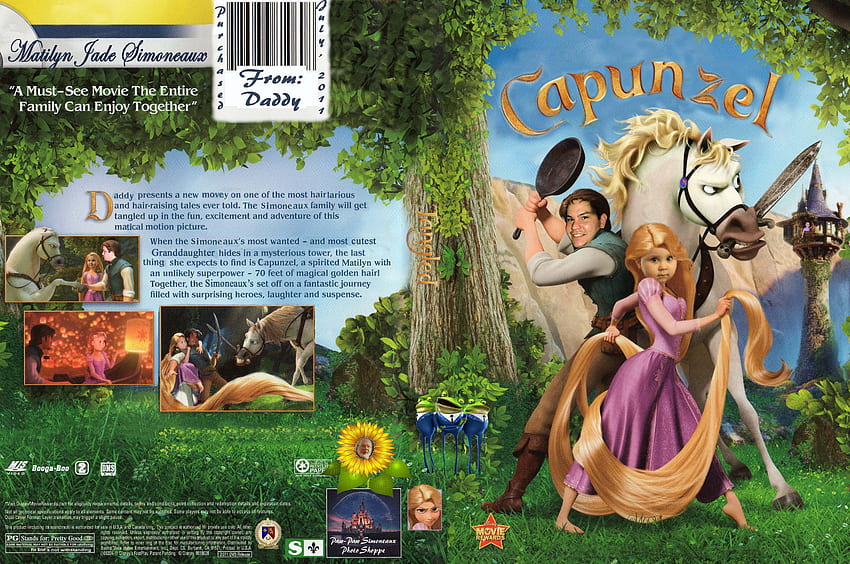 Matilyn Jade Simoneaux
"A Must-See Movie The Entire
Family Can Enjoy Together"
Purchased
July, 2011
From:
Daddy
Daddy presents a new movey on one of the most hairlarious
and hair-raising tales ever told. The Simoneaux family will get
tangled up in the fun, excitement and adventure of this
matical motion picture.
When the Simoneaux's most wanted - and most cutest
Granddaughter hides in a mysterious tower, the last
thing she expects to find is Capunzel, a spirited Matilyn with
an unlikely superpower - 70 feet of magical golden hair!
Together, the Simoneaux's set off on a fantastic journey
filled with surprising heroes, laughter and suspense.
Booga-Boo
2
DMS
PG Stands for: Pretty Good
Paw-Paw Simoneaux
Photo Shoppe
S
Tangled
Capunzel
MOVIE
REWARDS